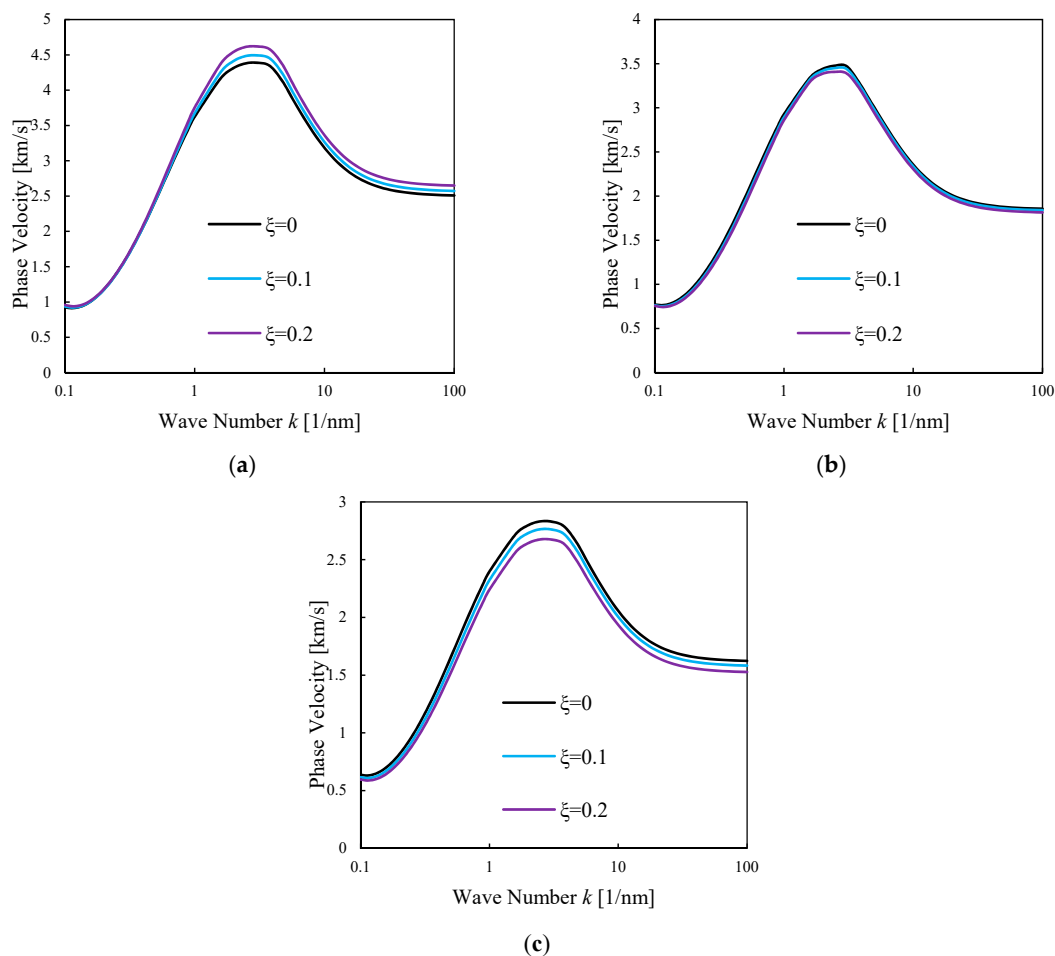 5
4.5
4
3.5
3
2.5
2
1.5
1
0.5
0
Phase Velocity [km/s]
ξ=0
ξ=0.1
ξ=0.2
0.1 1 10 100
Wave Number k [1/nm]
(a)
4
3.5
3
2.5
2
1.5
1
0.5
0
Phase Velocity [km/s]
ξ=0
ξ=0.1
ξ=0.2
0.1 1 10 100
Wave Number k [1/nm]
(b)
3
2.5
2
1.5
1
0.5
0
Phase Velocity [km/s]
ξ=0
ξ=0.1
ξ=0.2
0.1 1 10 100
Wave Number k [1/nm]
(c)